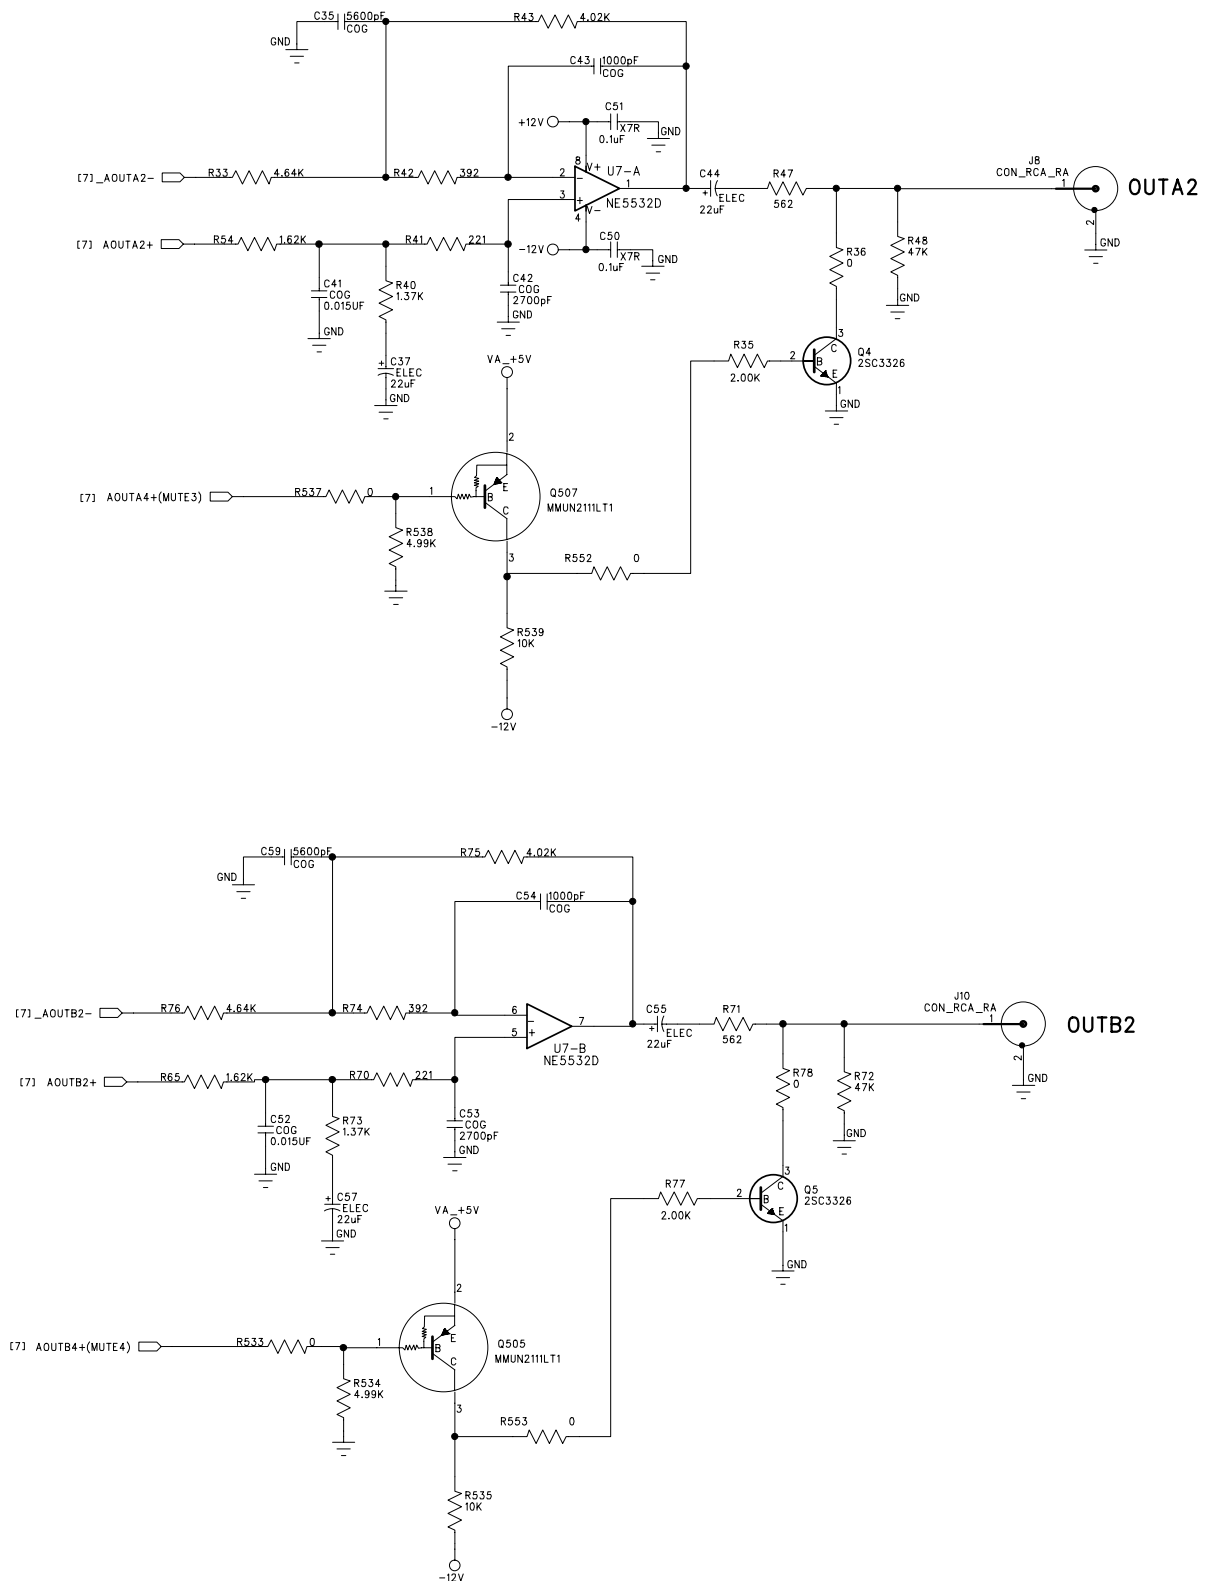 C35 5600pF
COG
GND
R43 4.02K
C43 1000pF
COG
C51
X7R
0.1uF
+12V
GND
[7]_AOUTA2-
R33 4.64K
R42 392
8
V+
U7-A
2
-
3
+
1
NE5532D
V-
4
C44
+ ELEC
22uF
R47
562
J8
CON_RCA_RA
1
2
GND
OUTA2
[7] AOUTA2+
R54 1.62K
R41 221
-12V
C50
X7R
0.1uF
GND
R36
0
R48
47K
GND
C41
COG
0.015UF
GND
R40
1.37K
C42
COG
2700pF
GND
+ C37
ELEC
22uF
GND
VA_+5V
R35
2.00K
2
3
C
B
E
1
Q4
2SC3326
GND
2
[7] AOUTA4+(MUTE3)
R537 0
1
E
B
C
Q507
MMUN2111LT1
R538
4.99K
3
R552 0
R539
10K
-12V
C59 5600pF
COG
GND
R75 4.02K
C54 1000pF
COG
[7]_AOUTB2-
R76 4.64K
R74 392
6
-
5
+
7
U7-B
NE5532D
C55
+ ELEC
22uF
R71
562
J10
CON_RCA_RA
1
2
GND
OUTB2
[7] AOUTB2+
R65 1.62K
R70 221
R78
0
R72
47K
GND
C52
COG
0.015UF
GND
R73
1.37K
C53
COG
2700pF
GND
+ C57
ELEC
22uF
GND
VA_+5V
R77
2.00K
2
3
C
B
E
1
Q5
2SC3326
GND
2
[7] AOUTB4+(MUTE4)
R533 0
1
E
B
C
Q505
MMUN2111LT1
R534
4.99K
3
R553 0
R535
10K
-12V